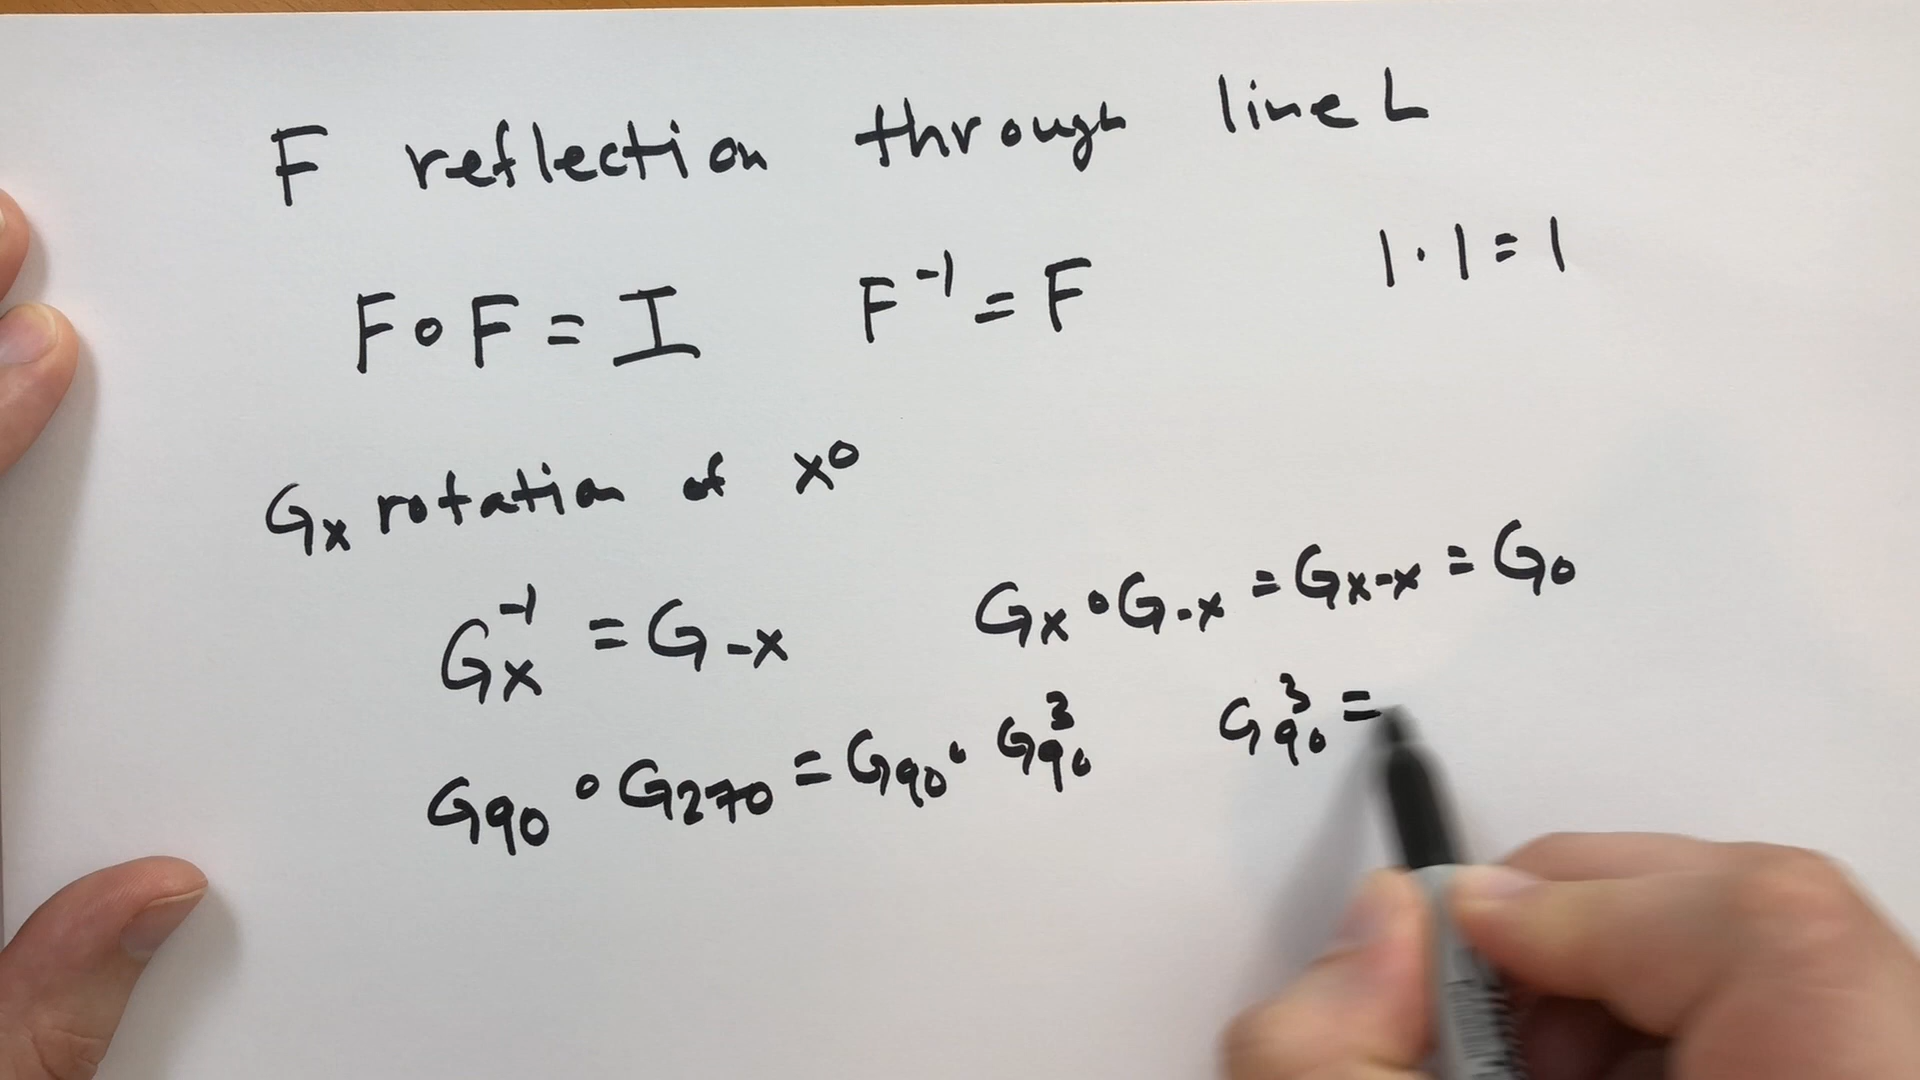 F reflection through line L
F∘F = I F⁻¹ = F 1·1=1
Gₓ rotation of x°
Gₓ⁻¹ = G₋ₓ Gₓ∘G₋ₓ = Gₓ₋ₓ = G₀
G₉₀∘G₂₇₀ = G₉₀∘G₉₀³ G₉₀³ =